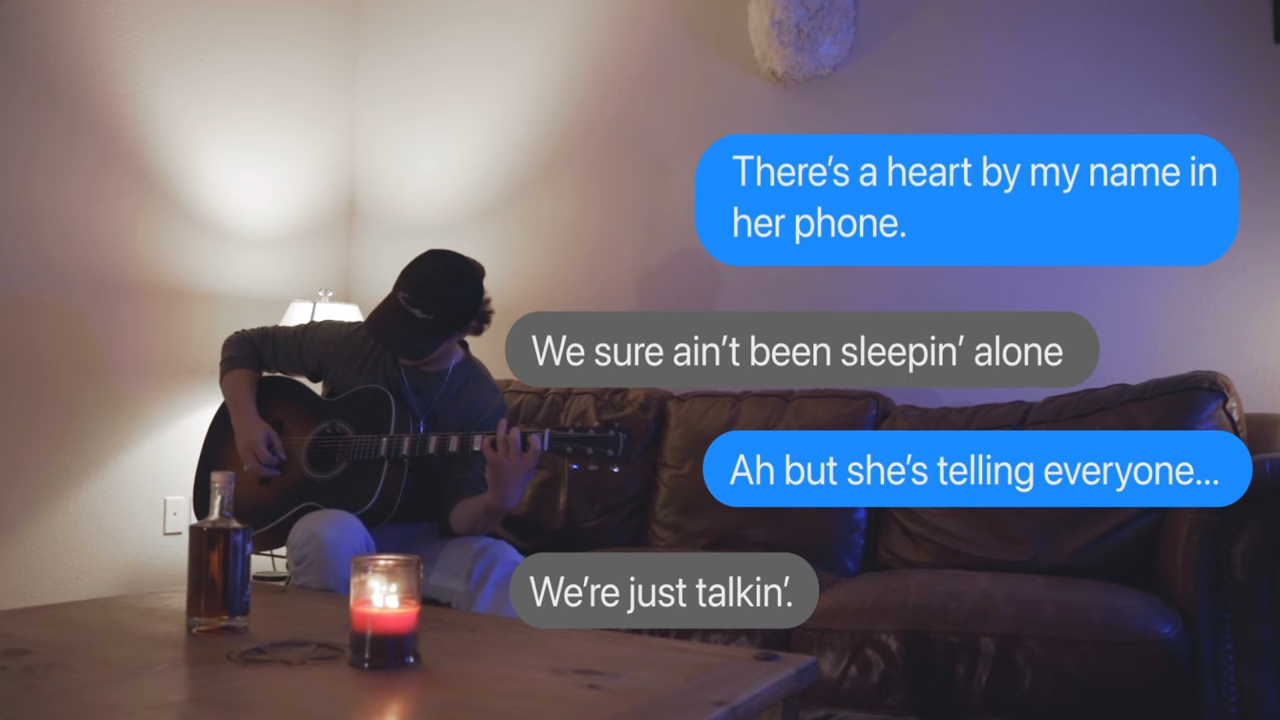 There’s a heart by my name in
her phone.
We sure ain’t been sleepin’ alone
Ah but she’s telling everyone...
We’re just talkin’.